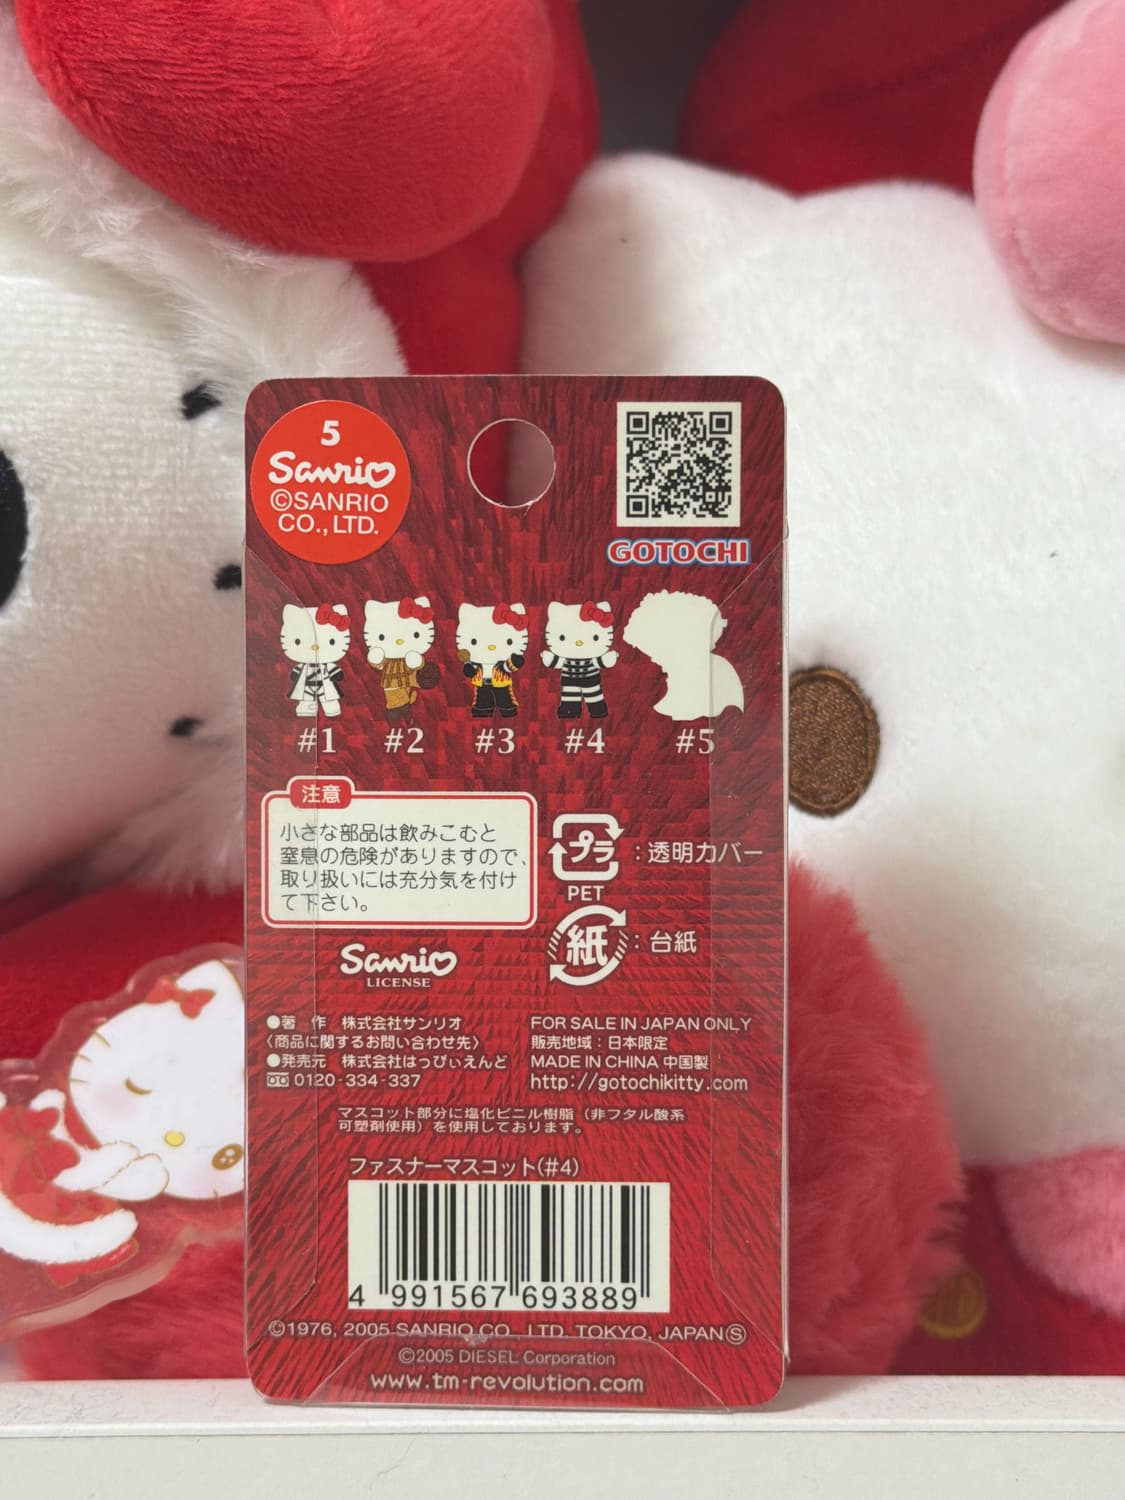 5
Sanrio
©SANRIO
CO., LTD.
GOTOCHI
#1 #2 #3 #4 #5
注意
小さな部品は飲みこむと
窒息の危険がありますので、
取り扱いには充分気を付け
て下さい。
プラ :透明カバー
PET
紙 :台紙
Sanrio
LICENSE
●著 作 株式会社サンリオ
〈商品に関するお問い合わせ先〉
●発売元 株式会社はっぴぃえんど
0120-334-337
FOR SALE IN JAPAN ONLY
販売地域:日本限定
MADE IN CHINA 中国製
http://gotochikitty.com
マスコット部分に塩化ビニル樹脂(非フタル酸系
可塑剤使用)を使用しております。
ファスナーマスコット(#4)
4 991567 693889
©1976, 2005 SANRIO CO., LTD. TOKYO, JAPAN Ⓢ
©2005 DIESEL Corporation
www.tm-revolution.com